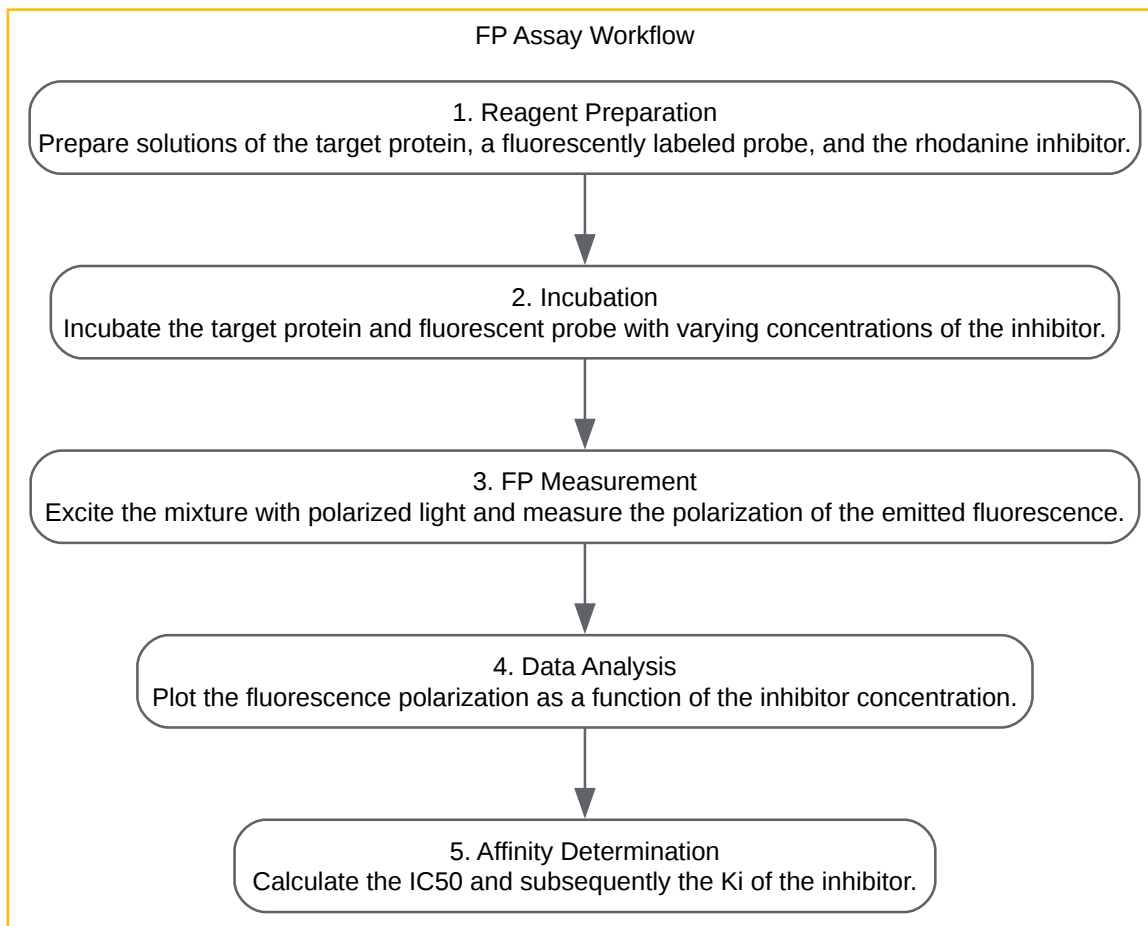 FP Assay Workflow
1. Reagent Preparation
Prepare solutions of the target protein, a fluorescently labeled probe, and the rhodanine inhibitor.
2. Incubation
Incubate the target protein and fluorescent probe with varying concentrations of the inhibitor.
3. FP Measurement
Excite the mixture with polarized light and measure the polarization of the emitted fluorescence.
4. Data Analysis
Plot the fluorescence polarization as a function of the inhibitor concentration.
5. Affinity Determination
Calculate the IC50 and subsequently the Ki of the inhibitor.